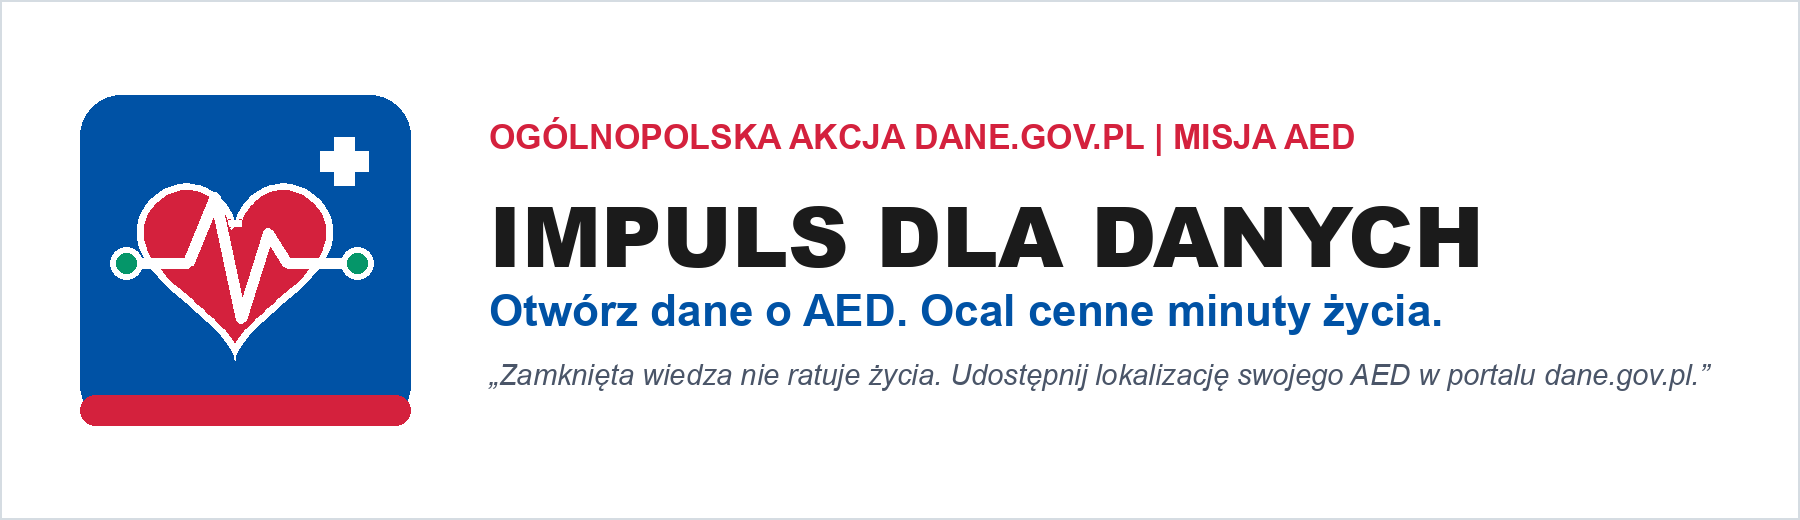 OGÓLNOPOLSKA AKCJA DANE.GOV.PL | MISJA AED
IMPULS DLA DANYCH
Otwórz dane o AED. Ocal cenne minuty życia.
„Zamknięta wiedza nie ratuje życia. Udostępnij lokalizację swojego AED w portalu dane.gov.pl.”